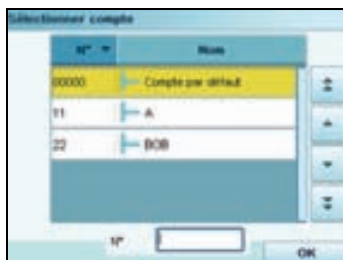 Sélectionner compte
N° Nom
00000 Compte par défaut
11 A
22 BOB
N°
OK